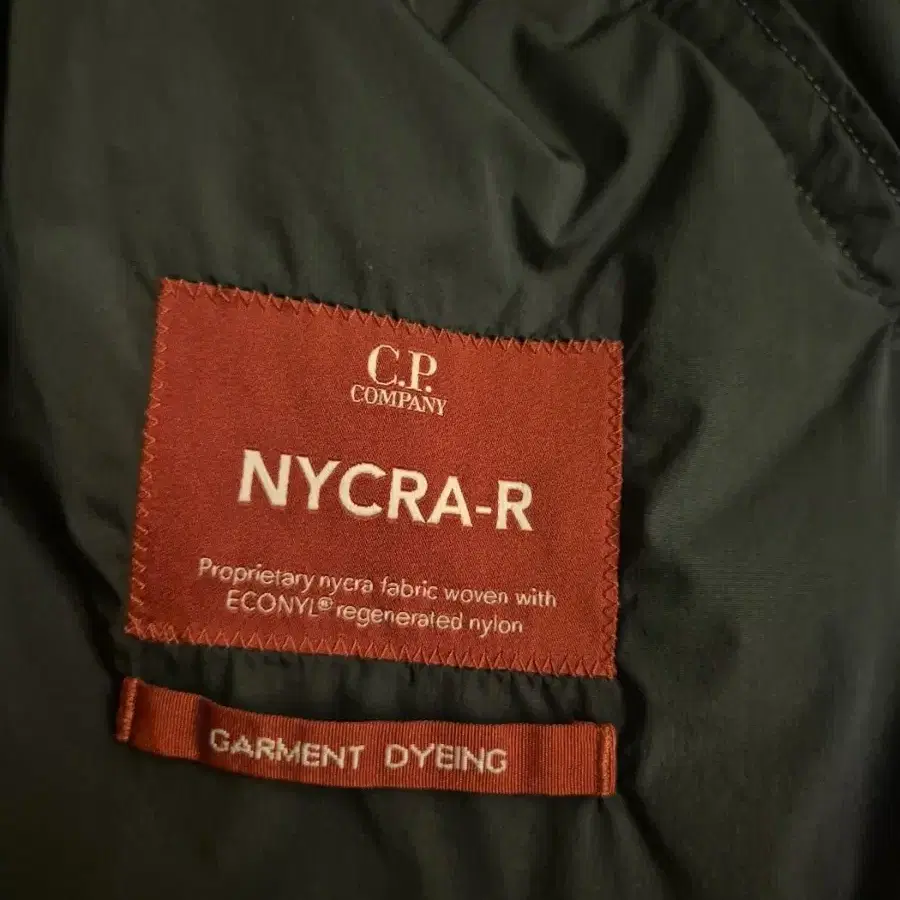 C.P.
COMPANY
NYCRA-R
Proprietary nycra fabric woven with
ECONYL® regenerated nylon
GARMENT DYEING